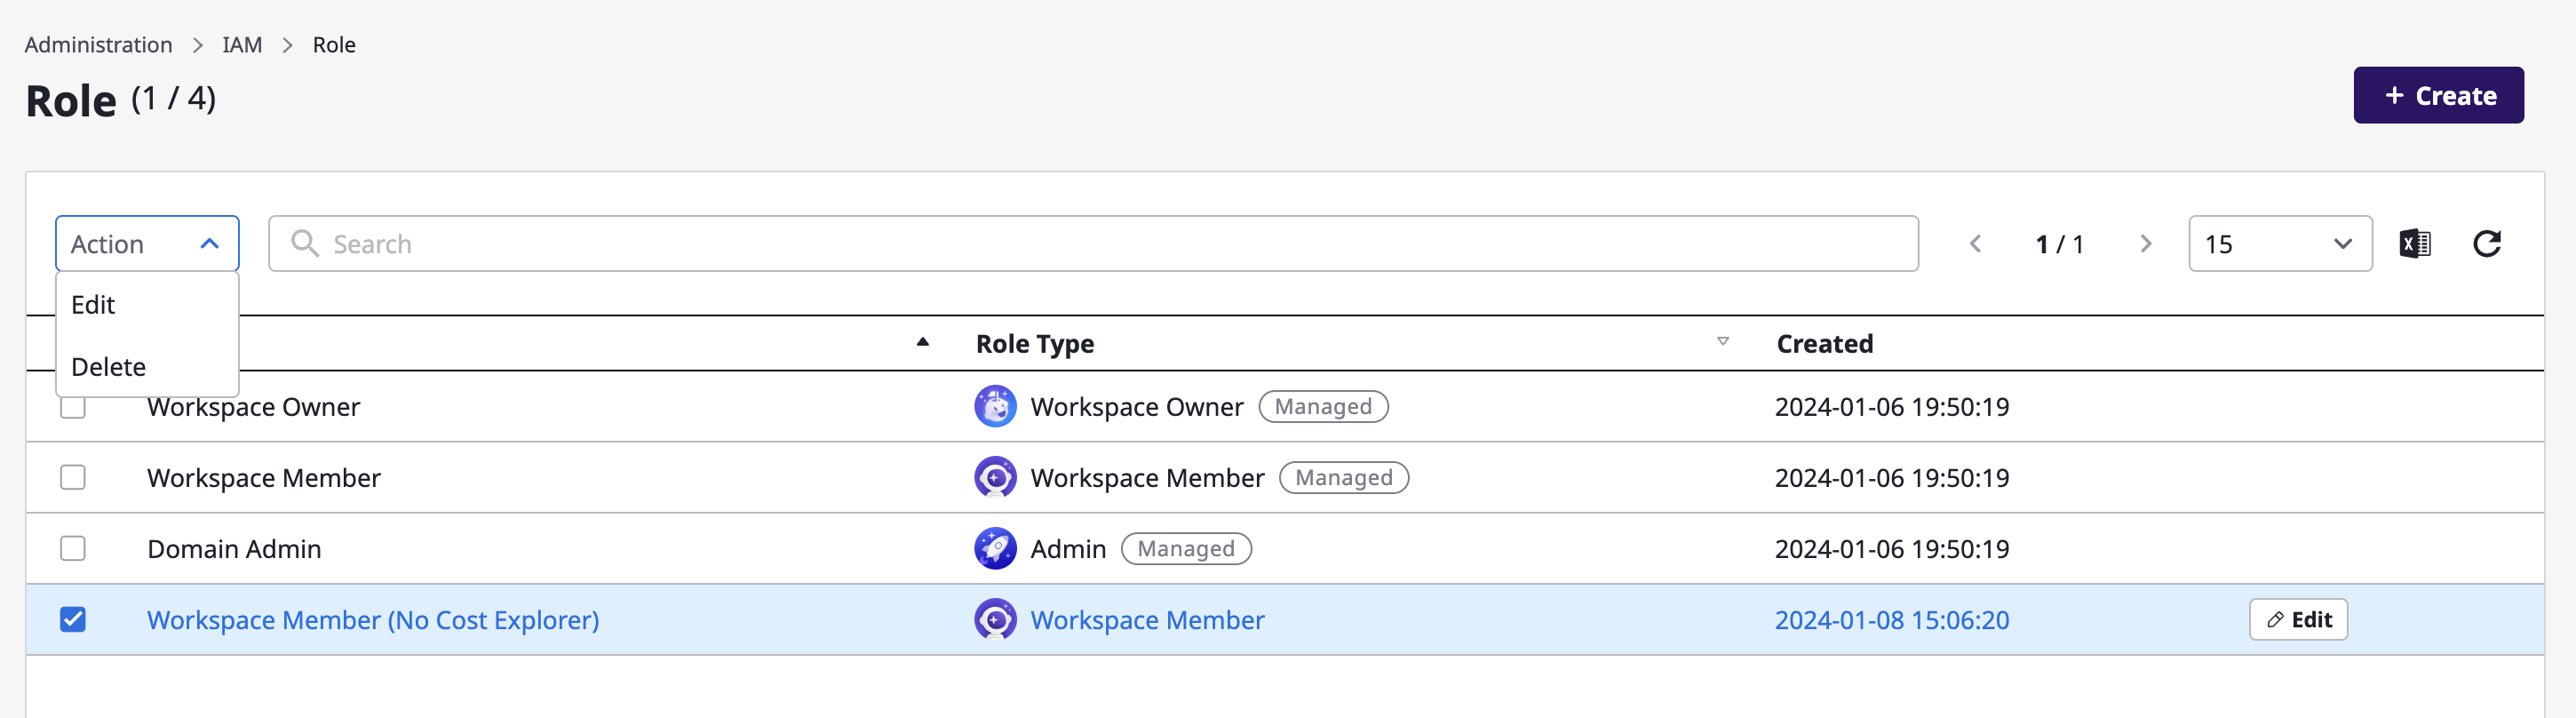 Administration > IAM > Role
Role (1 / 4)
+ Create
Action Search 1 / 1 15
Edit
Delete
Role Type Created
Workspace Owner Workspace Owner Managed 2024-01-06 19:50:19
Workspace Member Workspace Member Managed 2024-01-06 19:50:19
Domain Admin Admin Managed 2024-01-06 19:50:19
Workspace Member (No Cost Explorer) Workspace Member 2024-01-08 15:06:20 Edit